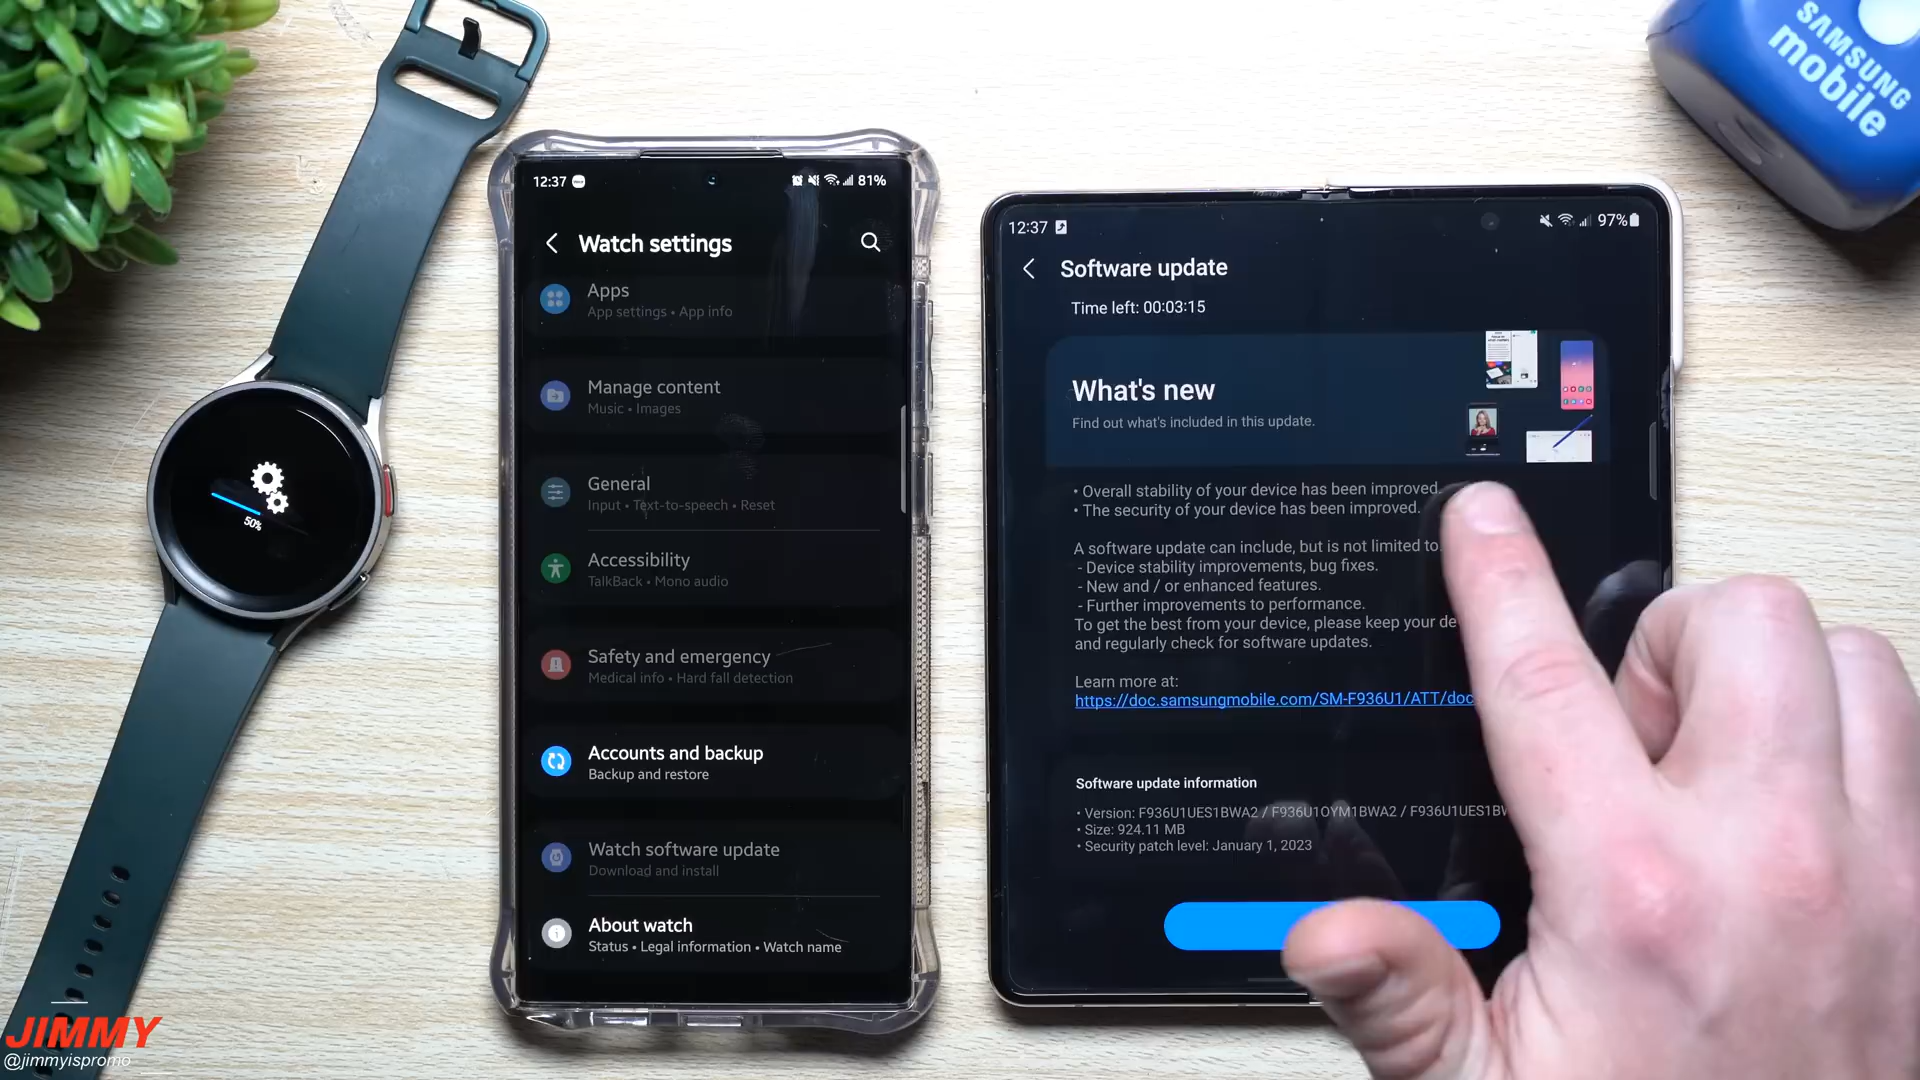 SAMSUNG
mobile
50%
12:37
81%
Watch settings
Apps
App settings • App info
Manage content
Music • Images
General
Input • Text-to-speech • Reset
Accessibility
TalkBack • Mono audio
Safety and emergency
Medical info • Hard fall detection
Accounts and backup
Backup and restore
Watch software update
Download and install
About watch
Status • Legal information • Watch name
12:37
97%
Software update
Time left: 00:03:15
What's new
Find out what's included in this update.
• Overall stability of your device has been improved.
• The security of your device has been improved.
A software update can include, but is not limited to:
- Device stability improvements, bug fixes.
- New and / or enhanced features.
- Further improvements to performance.
To get the best from your device, please keep your de
and regularly check for software updates.
Learn more at:
https://doc.samsungmobile.com/SM-F936U1/ATT/doc
Software update information
• Version: F936U1UES1BWA2 / F936U1OYM1BWA2 / F936U1UES1BW
• Size: 924.11 MB
• Security patch level: January 1, 2023
JIMMY
@jimmyispromo